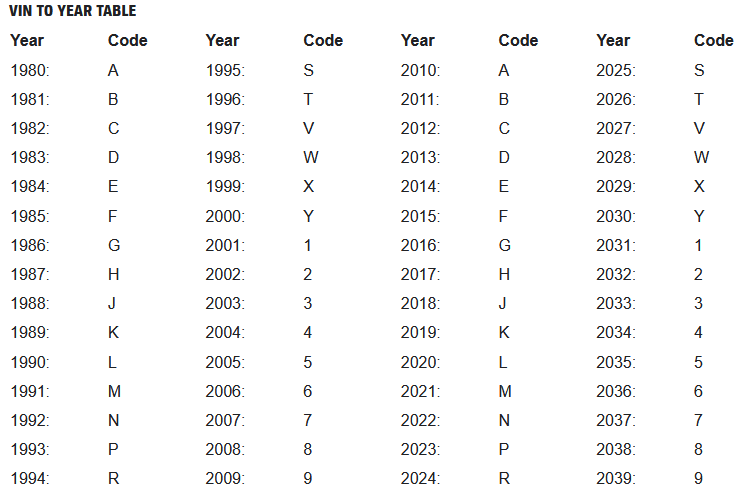 VIN TO YEAR TABLE
Year Code Year Code Year Code Year Code
1980: A 1995: S 2010: A 2025: S
1981: B 1996: T 2011: B 2026: T
1982: C 1997: V 2012: C 2027: V
1983: D 1998: W 2013: D 2028: W
1984: E 1999: X 2014: E 2029: X
1985: F 2000: Y 2015: F 2030: Y
1986: G 2001: 1 2016: G 2031: 1
1987: H 2002: 2 2017: H 2032: 2
1988: J 2003: 3 2018: J 2033: 3
1989: K 2004: 4 2019: K 2034: 4
1990: L 2005: 5 2020: L 2035: 5
1991: M 2006: 6 2021: M 2036: 6
1992: N 2007: 7 2022: N 2037: 7
1993: P 2008: 8 2023: P 2038: 8
1994: R 2009: 9 2024: R 2039: 9